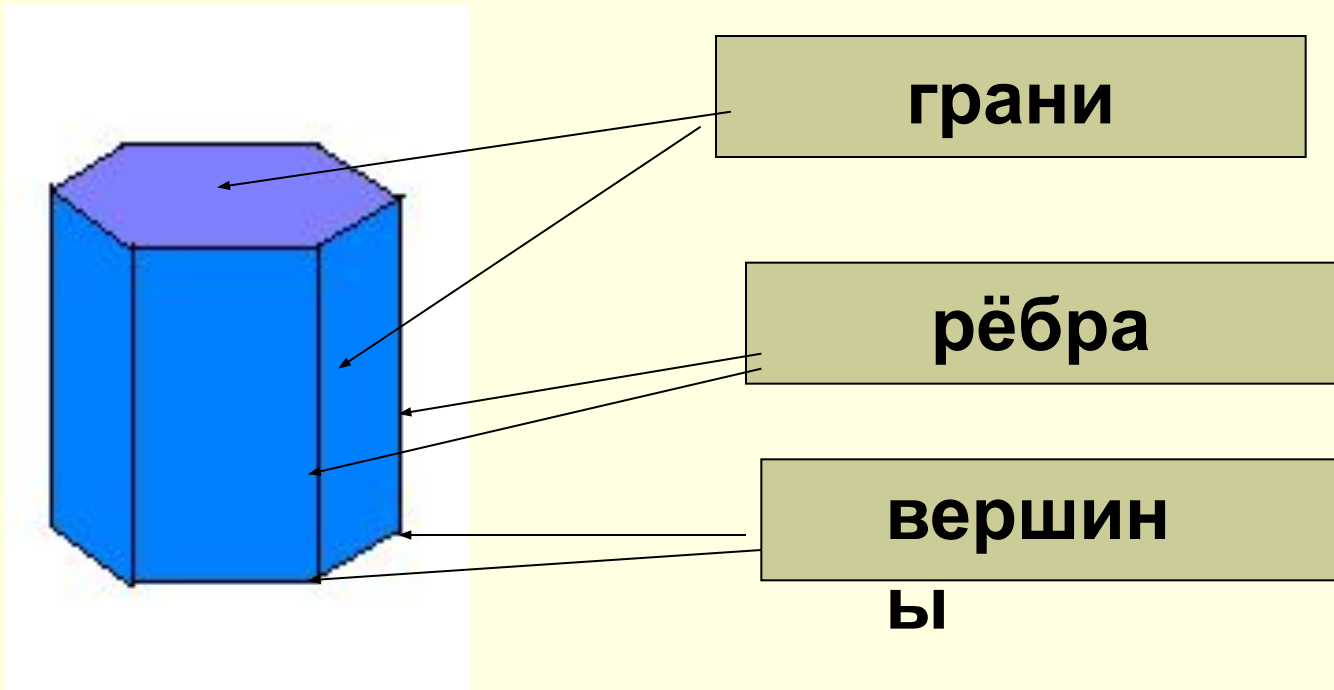 грани
рёбра
вершин
ы